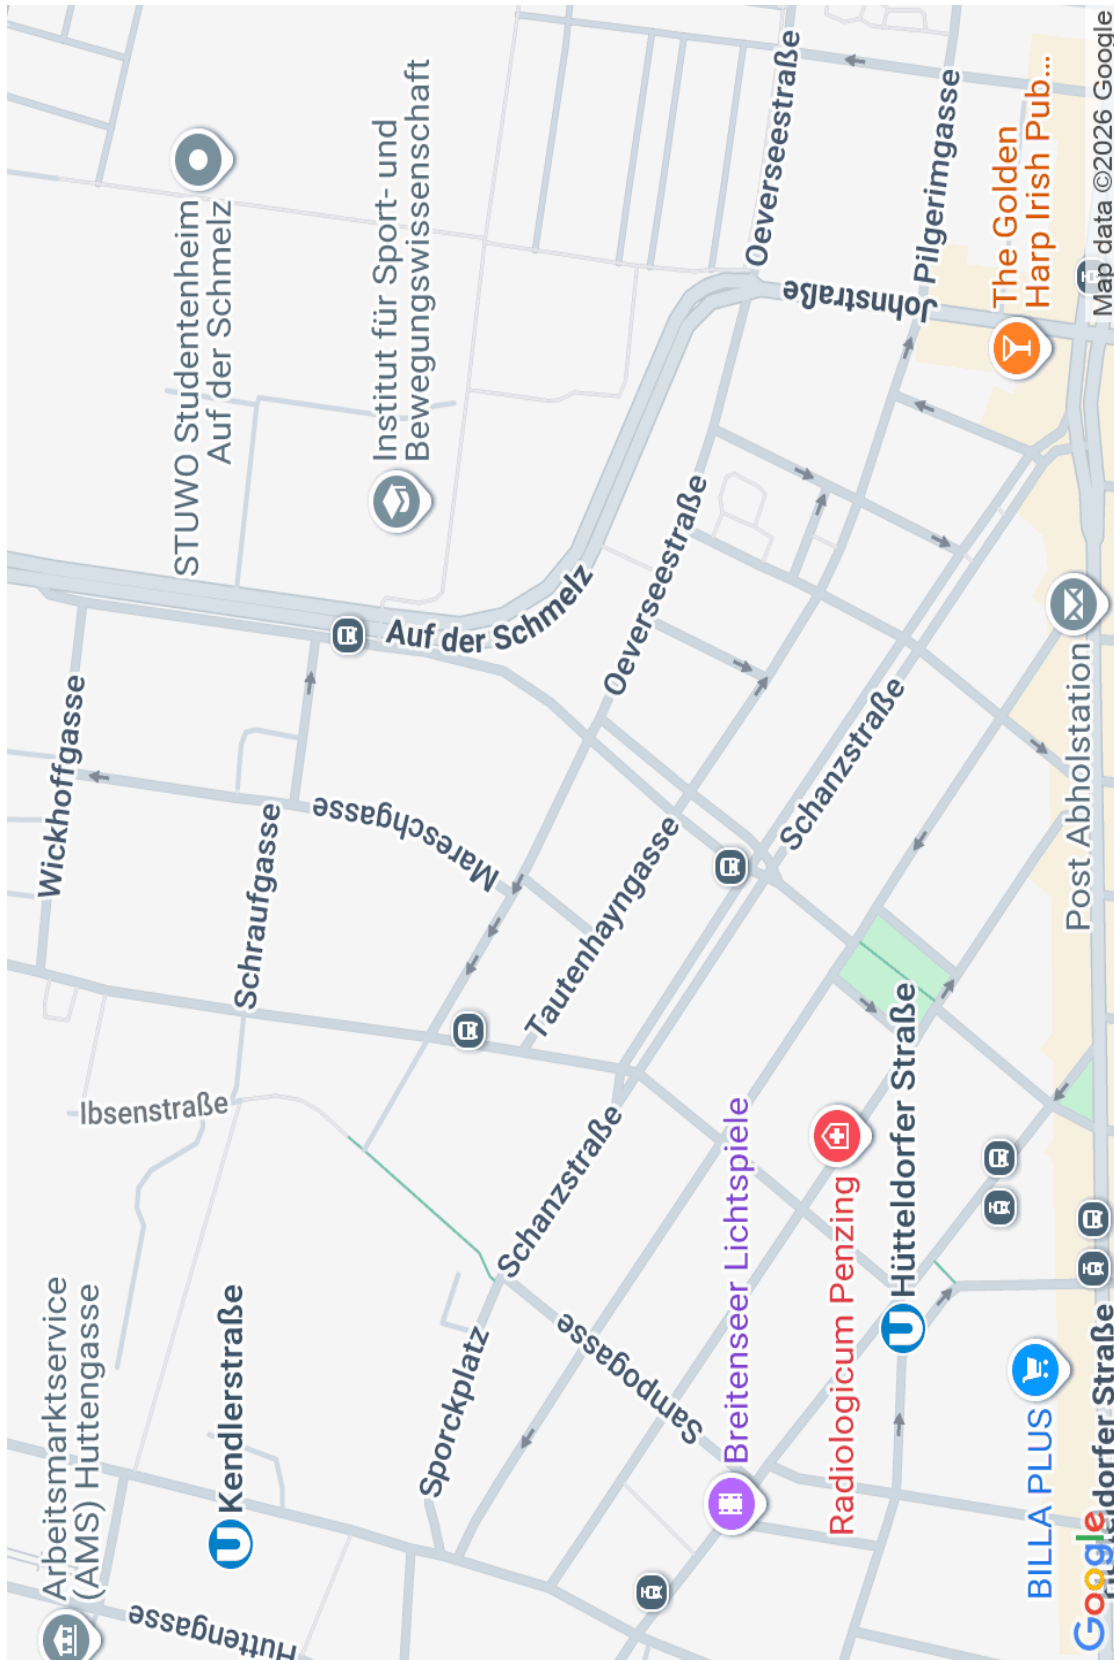 Arbeitsmarktservice
(AMS) Huttengasse
Wickhoffgasse
STUWO Studentenheim
Auf der Schmelz
Huttengasse
Kendlerstraße
Ibsenstraße
Schraufgasse
Mareschgasse
Auf der Schmelz
Institut für Sport- und
Bewegungswissenschaft
Sporckplatz
Schanzstraße
Sampogasse
Tautenhayngasse
Oeverseestraße
Oeverseestraße
Johnstraße
Pilgerimgasse
Schanzstraße
Breitenseer Lichtspiele
Radiologicum Penzing
Hütteldorfer Straße
The Golden
Harp Irish Pub...
BILLA PLUS
Post Abholstation
Google
Map data ©2026 Google